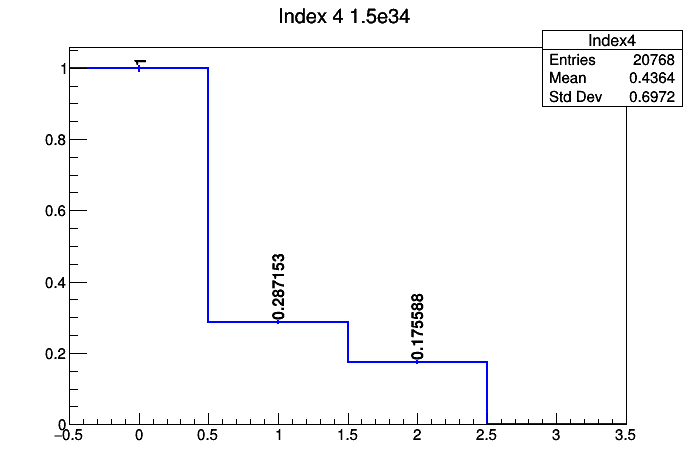 Index 4 1.5e34
Index4
Entries 20768
Mean 0.4364
Std Dev 0.6972
1
0.8
0.6
0.4
0.2
0
1
0.287153
0.175588
−0.5 0 0.5 1 1.5 2 2.5 3 3.5